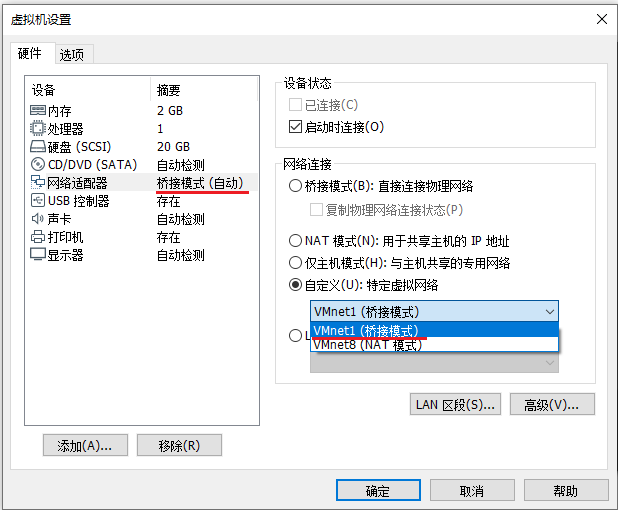 虚拟机设置
硬件 选项
设备 摘要
内存 2 GB
处理器 1
硬盘 (SCSI) 20 GB
CD/DVD (SATA) 自动检测
网络适配器 桥接模式 (自动)
USB 控制器 存在
声卡 自动检测
打印机 存在
显示器 自动检测
添加(A)... 移除(R)
设备状态
已连接(C)
启动时连接(O)
网络连接
桥接模式(B): 直接连接物理网络
复制物理网络连接状态(P)
NAT 模式(N): 用于共享主机的 IP 地址
仅主机模式(H): 与主机共享的专用网络
自定义(U): 特定虚拟网络
VMnet1 (桥接模式)
VMnet1 (桥接模式)
VMnet8 (NAT 模式)
LAN 区段(S)... 高级(V)...
确定 取消 帮助